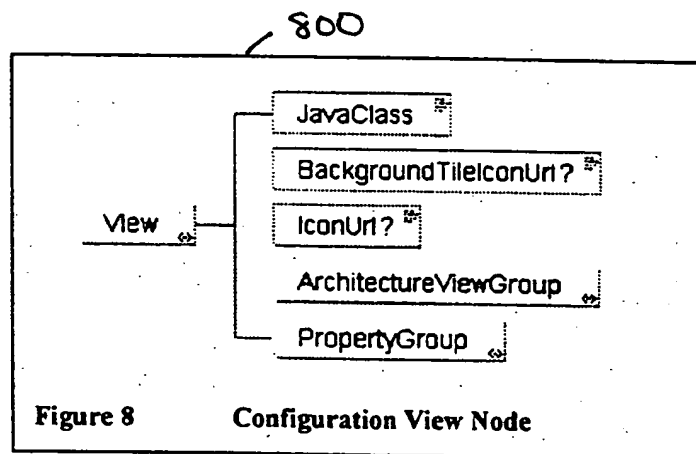 800
JavaClass
BackgroundTileIconUrl?
View
IconUrl?
ArchitectureViewGroup
PropertyGroup
Figure 8 Configuration View Node